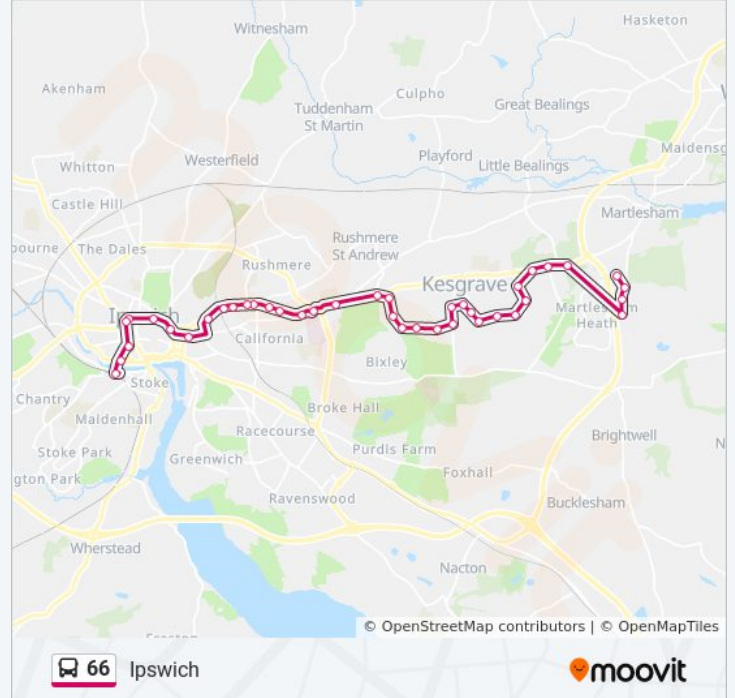 Hasketon
Witnesham
Akenham
Culpho
Great Bealings
Tuddenham
St Martin
Maidensg
Whitton
Westerfield
Playford
Little Bealings
Castle Hill
Martlesham
bourne
The Dales
Rushmere
St Andrew
Rushmere
Kesgrave
Ipswich
Martlesham
Heath
California
Bixley
Stoke
Chantry
Broke Hall
Maidenhall
Racecourse
Brightwell
Stoke Park
Purdis Farm
N
Greenwich
gton Park
Foxhall
Ravenswood
Bucklesham
Wherstead
Nacton
Freston
© OpenStreetMap contributors | © OpenMapTiles
66 Ipswich
moovit